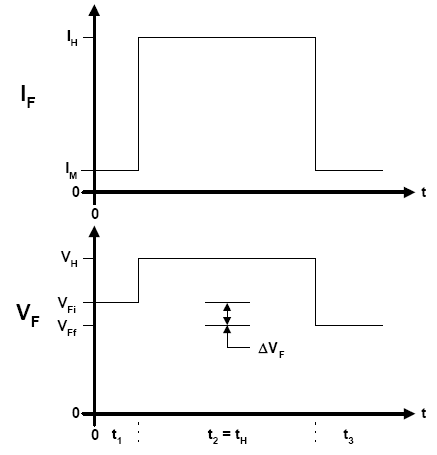 I_H
I_F
I_M
0
t
0
V_H
V_F
V_Fi
V_Ff
ΔV_F
0
t
0 t_1 t_2 = t_H t_3